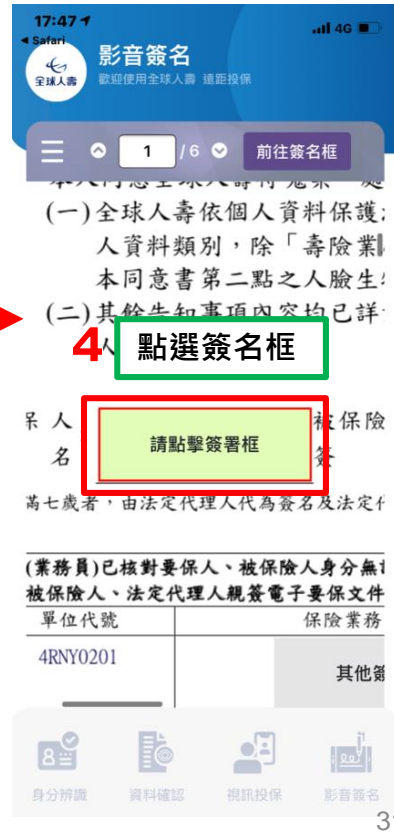 17:47
4G
Safari
全球人壽
影音簽名
歡迎使用全球人壽 遠距投保
1 / 6 前往簽名框
(一)全球人壽依個人資料保護
人資料類別，除「壽險業
本同意書第二點之人臉生
(二)其餘告知事項內容均已詳
人
4 點選簽名框
保 人 被 保 險
名 請點擊簽署框 簽
滿七歲者，由法定代理人代為簽名及法定代
(業務員)已核對要保人、被保險人身分無
被保險人、法定代理人親簽電子要保文件
單位代號 保險業務
4RNY0201 其他簽
身分辨識 資料確認 視訊投保 影音簽名